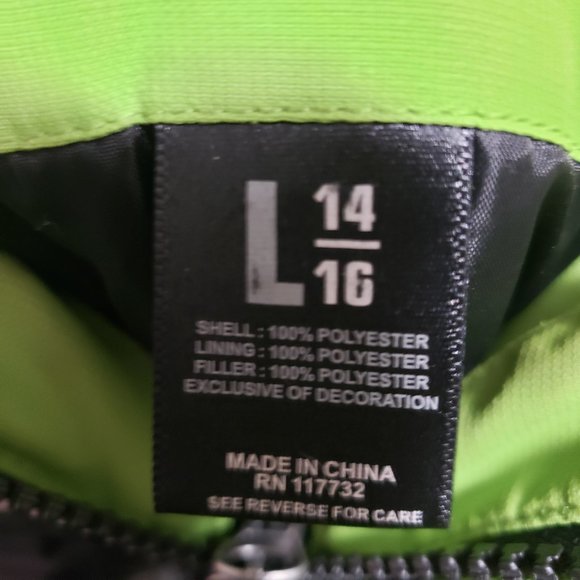 L 14/16
SHELL : 100% POLYESTER
LINING : 100% POLYESTER
FILLER : 100% POLYESTER
EXCLUSIVE OF DECORATION
MADE IN CHINA
RN 117732
SEE REVERSE FOR CARE